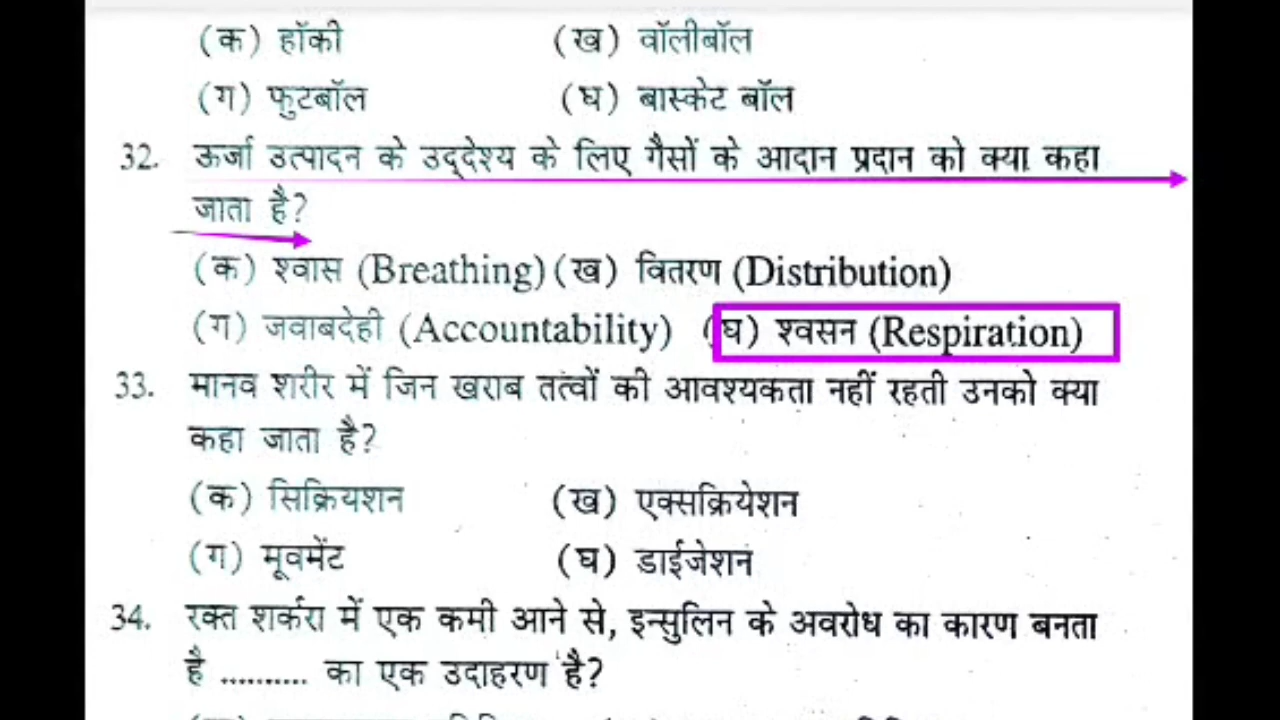 (क) हॉकी (ख) वॉलीबॉल
(ग) फुटबॉल (घ) बास्केट बॉल
32. ऊर्जा उत्पादन के उद्देश्य के लिए गैसों के आदान प्रदान को क्या कहा
जाता है?
(क) श्वास (Breathing) (ख) वितरण (Distribution)
(ग) जवाबदेही (Accountability) (घ) श्वसन (Respiration)
33. मानव शरीर में जिन खराब तत्वों की आवश्यकता नहीं रहती उनको क्या
कहा जाता है?
(क) सिक्रियशन (ख) एक्सक्रियेशन
(ग) मूवमेंट (घ) डाईजेशन
34. रक्त शर्करा में एक कमी आने से, इन्सुलिन के अवरोध का कारण बनता
है .......... का एक उदाहरण है?